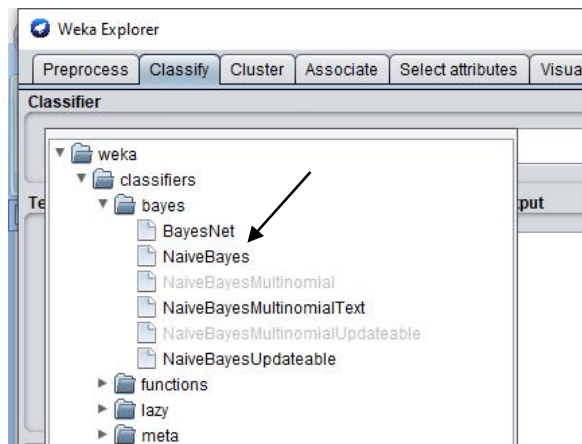 Weka Explorer
Preprocess Classify Cluster Associate Select attributes Visua
Classifier
weka
classifiers
Te bayes put
BayesNet
NaiveBayes
NaiveBayesMultinomial
NaiveBayesMultinomialText
NaiveBayesMultinomialUpdateable
NaiveBayesUpdateable
functions
lazy
meta